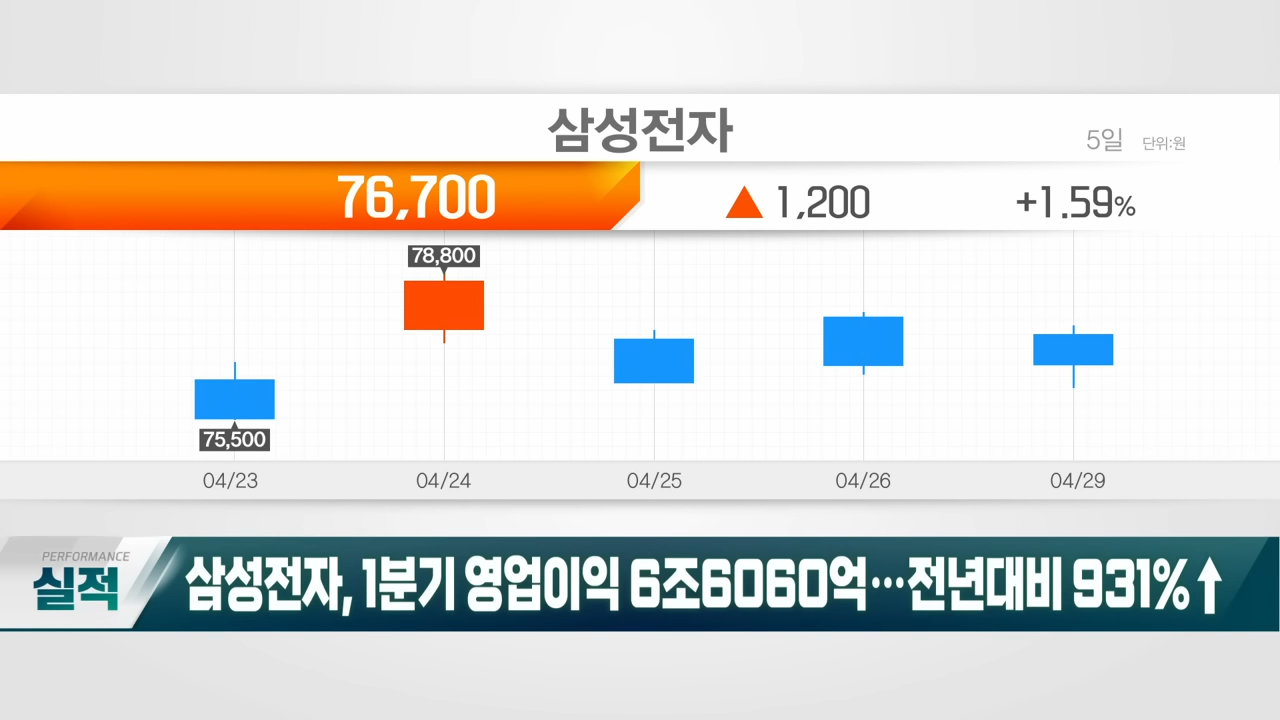 삼성전자
5일 단위:원
76,700 ▲ 1,200 +1.59%
78,800
75,500
04/23 04/24 04/25 04/26 04/29
PERFORMANCE
실적
삼성전자, 1분기 영업이익 6조6060억…전년대비 931%↑